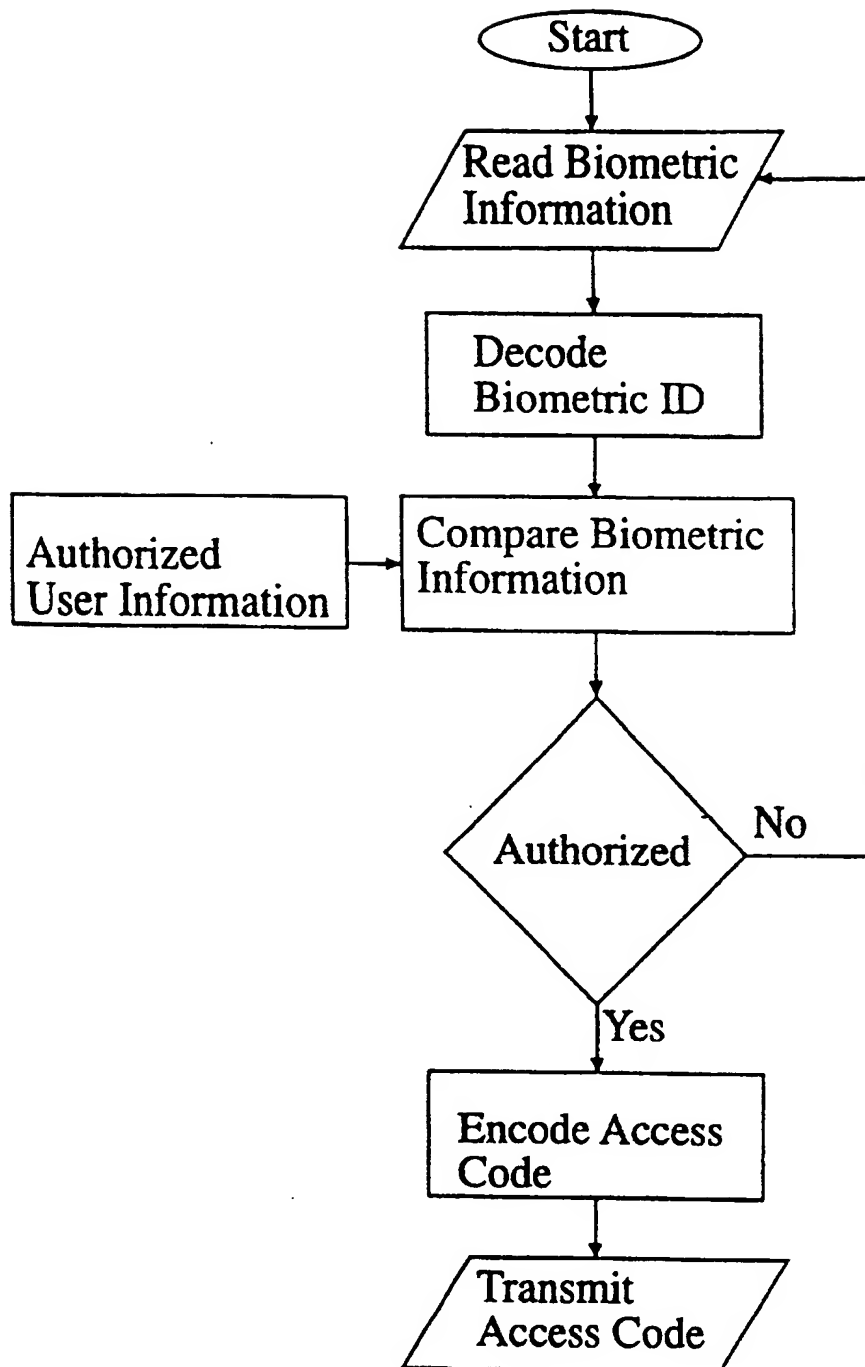 Start
Read Biometric
Information
Decode
Biometric ID
Authorized
User Information
Compare Biometric
Information
Authorized
No
Yes
Encode Access
Code
Transmit
Access Code